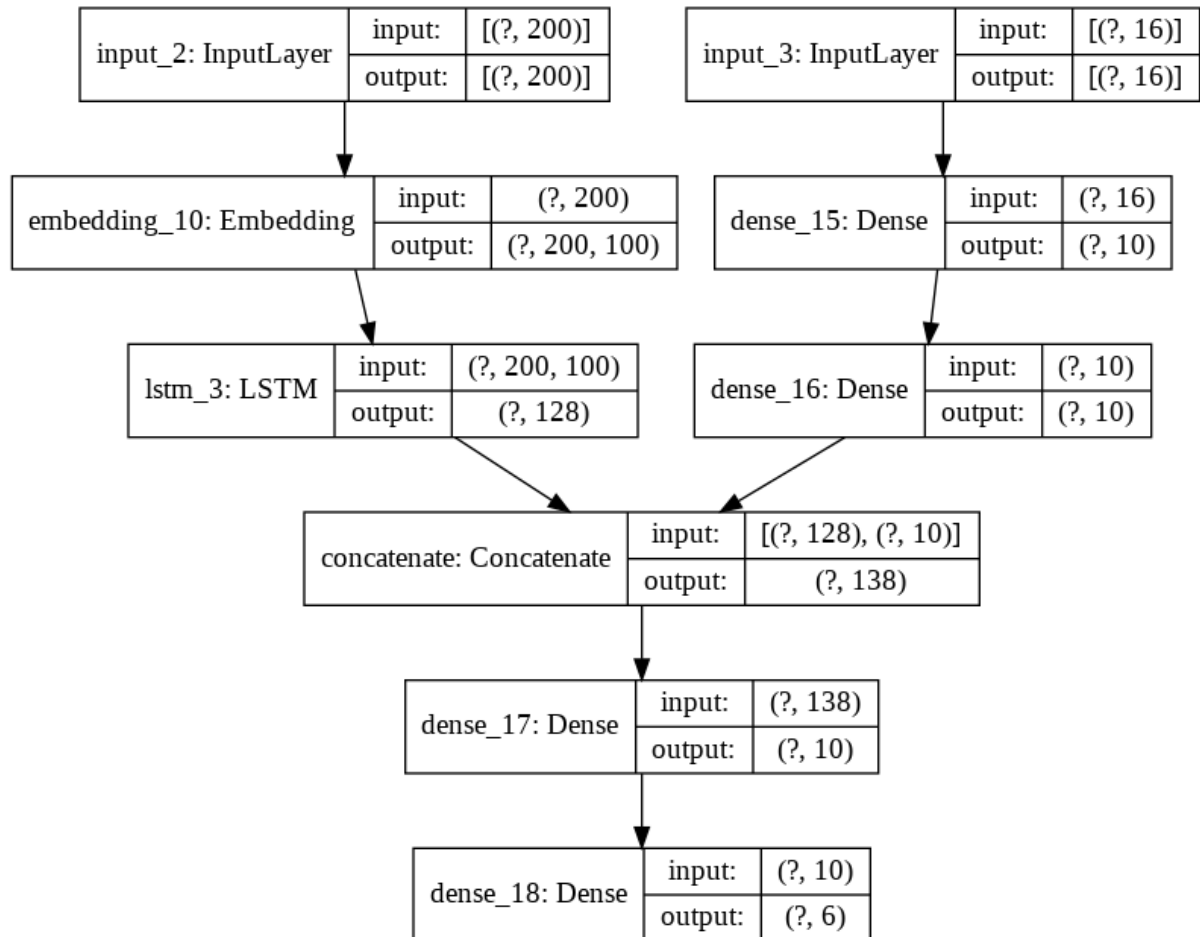 input_2: InputLayer
input: [(?, 200)]
output: [(?, 200)]
input_3: InputLayer
input: [(?, 16)]
output: [(?, 16)]
embedding_10: Embedding
input: (?, 200)
output: (?, 200, 100)
dense_15: Dense
input: (?, 16)
output: (?, 10)
lstm_3: LSTM
input: (?, 200, 100)
output: (?, 128)
dense_16: Dense
input: (?, 10)
output: (?, 10)
concatenate: Concatenate
input: [(?, 128), (?, 10)]
output: (?, 138)
dense_17: Dense
input: (?, 138)
output: (?, 10)
dense_18: Dense
input: (?, 10)
output: (?, 6)